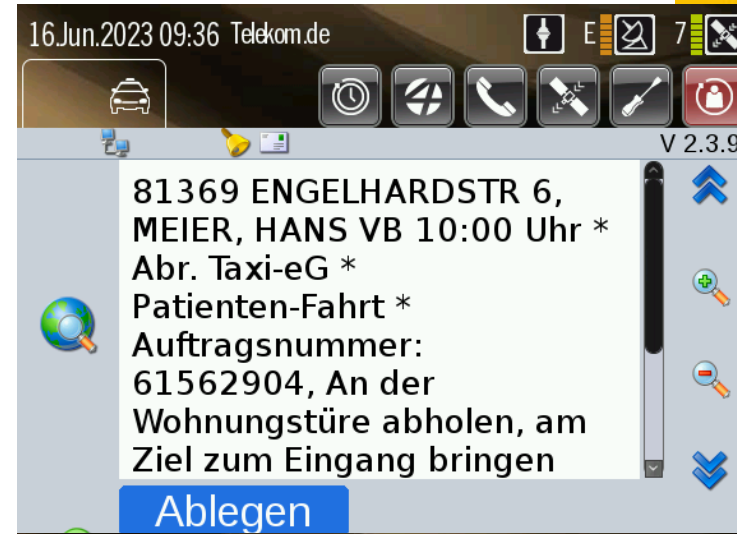 16.Jun.2023 09:36 Telekom.de E 7
V 2.3.9
81369 ENGELHARDSTR 6,
MEIER, HANS VB 10:00 Uhr *
Abr. Taxi-eG *
Patienten-Fahrt *
Auftragsnummer:
61562904, An der
Wohnungstüre abholen, am
Ziel zum Eingang bringen
Ablegen